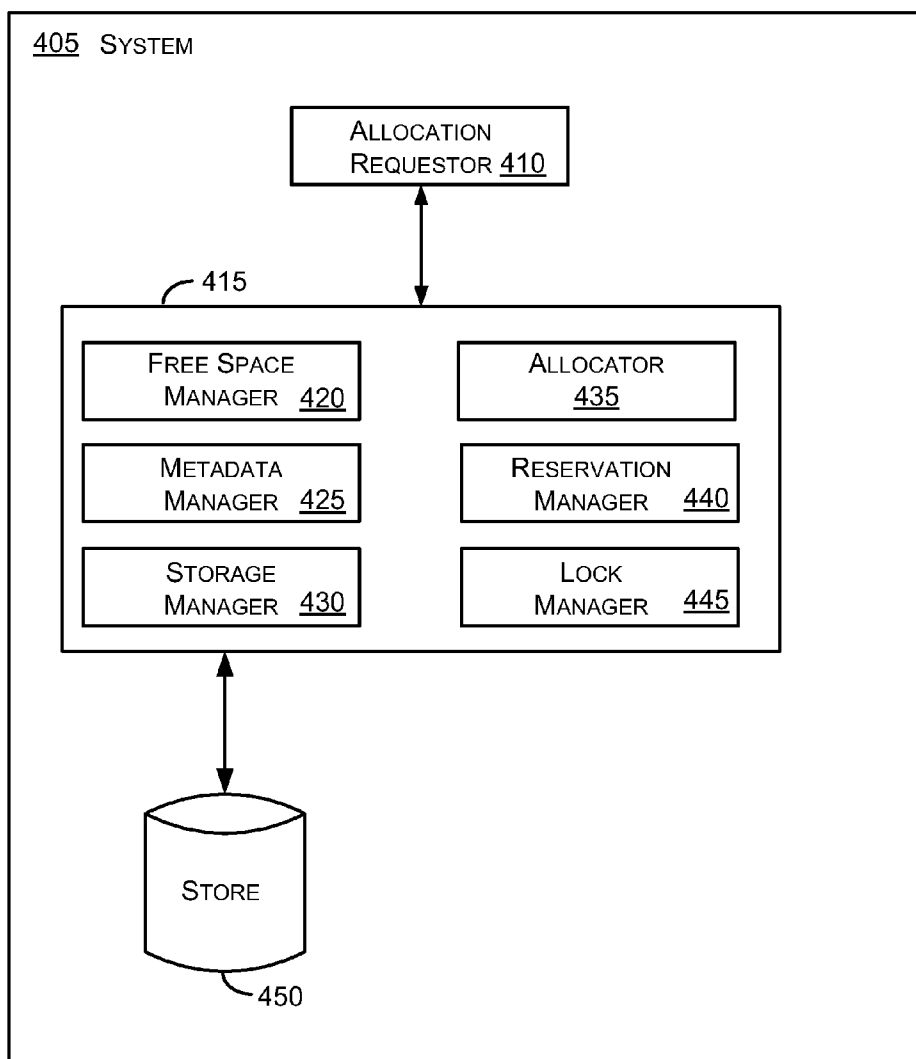 405 SYSTEM
ALLOCATION
REQUESTOR 410
415
FREE SPACE
MANAGER 420
ALLOCATOR
435
METADATA
MANAGER 425
RESERVATION
MANAGER 440
STORAGE
MANAGER 430
LOCK
MANAGER 445
STORE
450